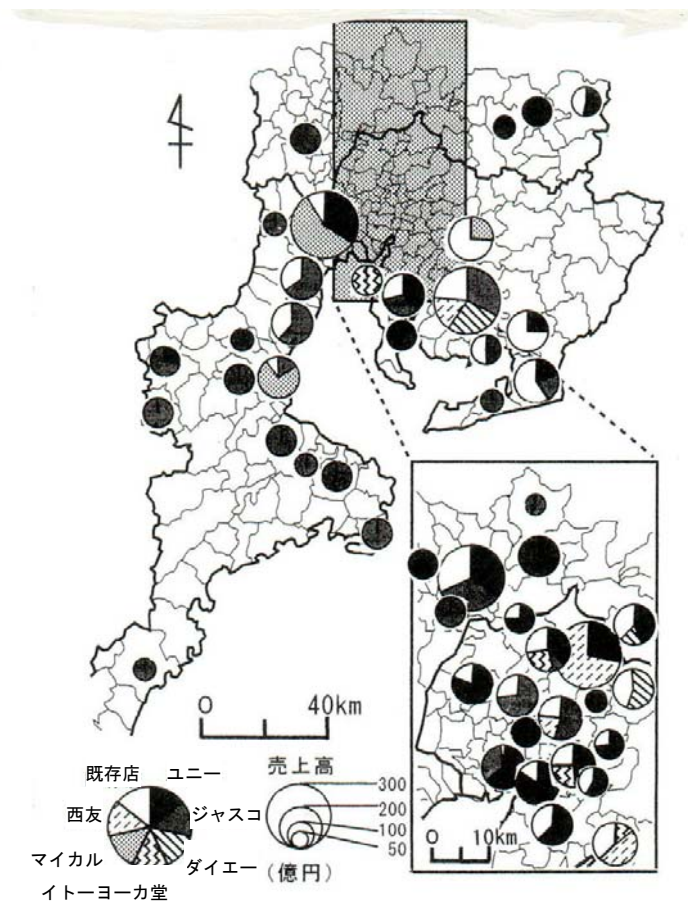 0 40km
売上高
300
200
100
50
(億円)
既存店 ユニー
西友 ジャスコ
マイカル ダイエー
イトーヨーカ堂
0 10km